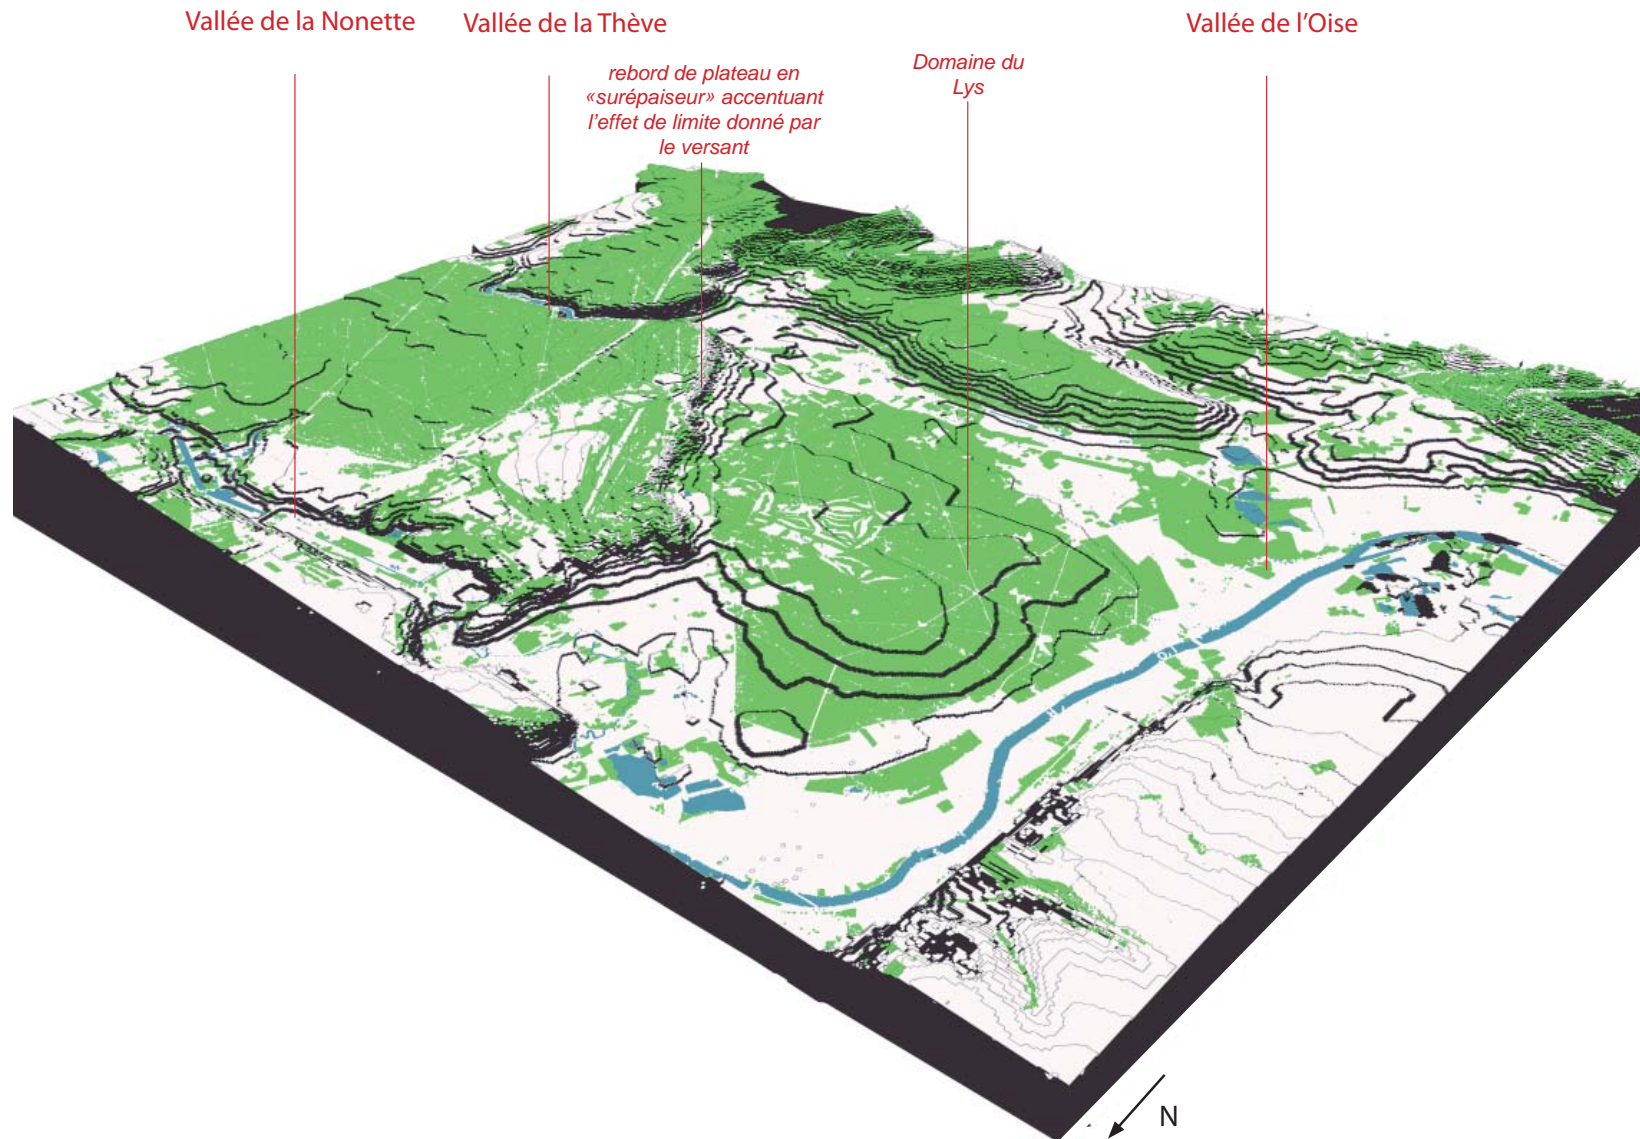 Vallée de la Nonette
Vallée de la Thève
Vallée de l’Oise
rebord de plateau en
«surépaiseur» accentuant
l’effet de limite donné par
le versant
Domaine du
Lys
N